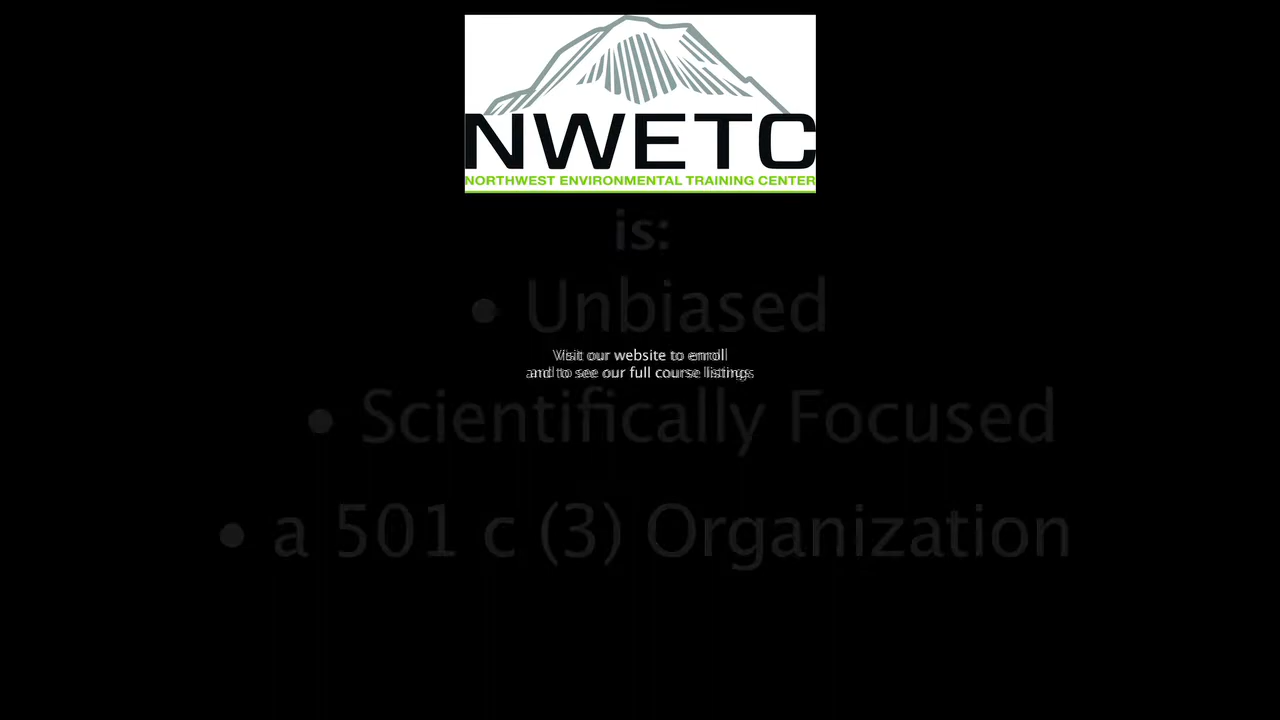 NWETC
NORTHWEST ENVIRONMENTAL TRAINING CENTER
is:
• Unbiased
Visit our website to enroll
and to see our full course listings
• Scientifically Focused
• a 501 c (3) Organization